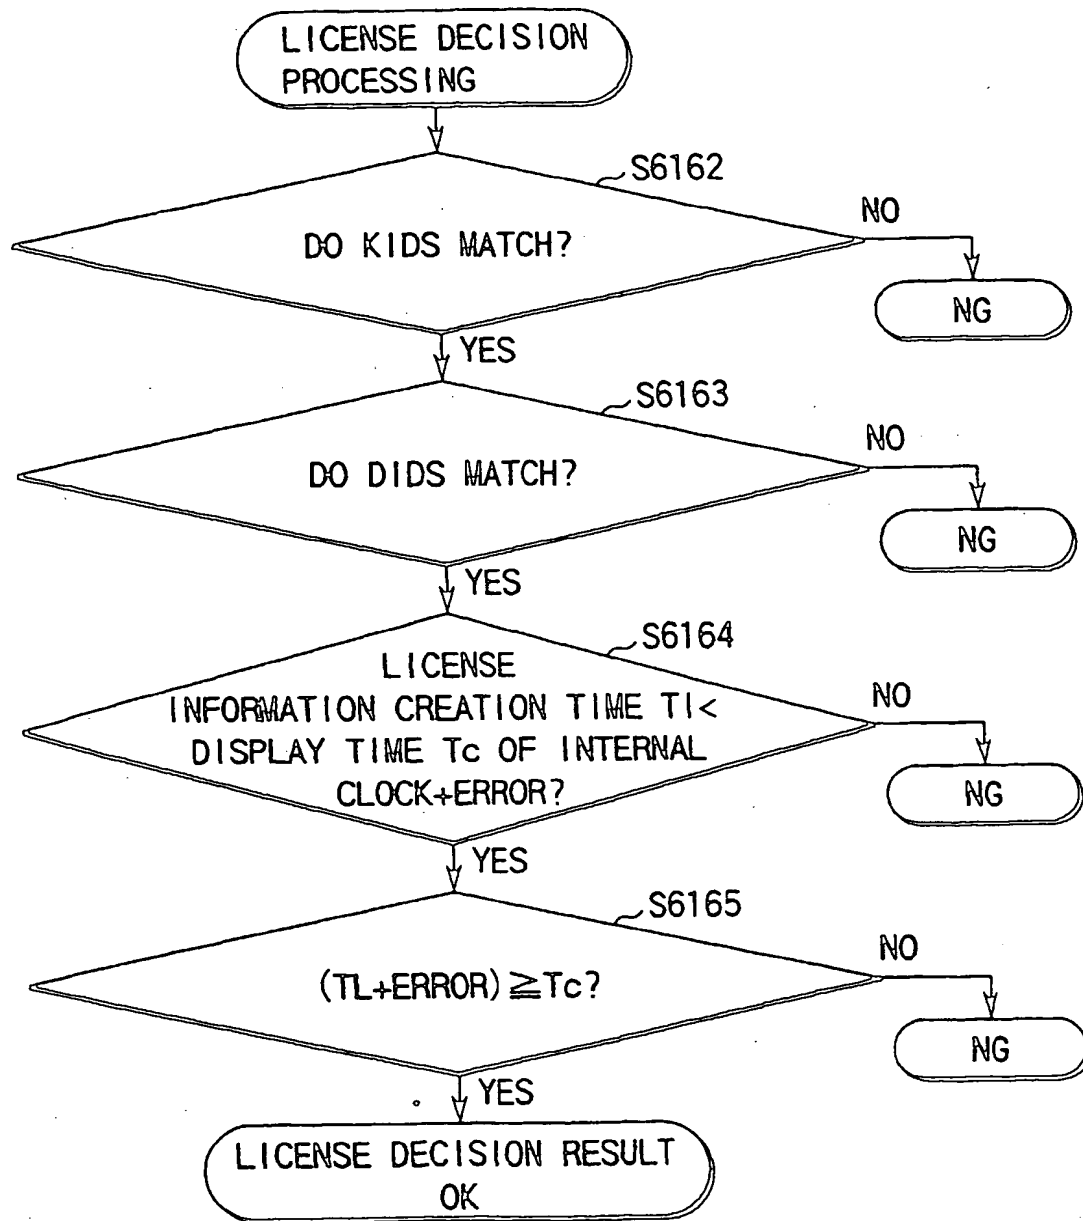 LICENSE DECISION
PROCESSING
S6162
DO KIDS MATCH?
NO
NG
YES
S6163
DO DIDS MATCH?
NO
NG
YES
S6164
LICENSE
INFORMATION CREATION TIME TI<
DISPLAY TIME Tc OF INTERNAL
CLOCK+ERROR?
NO
NG
YES
S6165
(TL+ERROR)≧Tc?
NO
NG
YES
LICENSE DECISION RESULT
OK